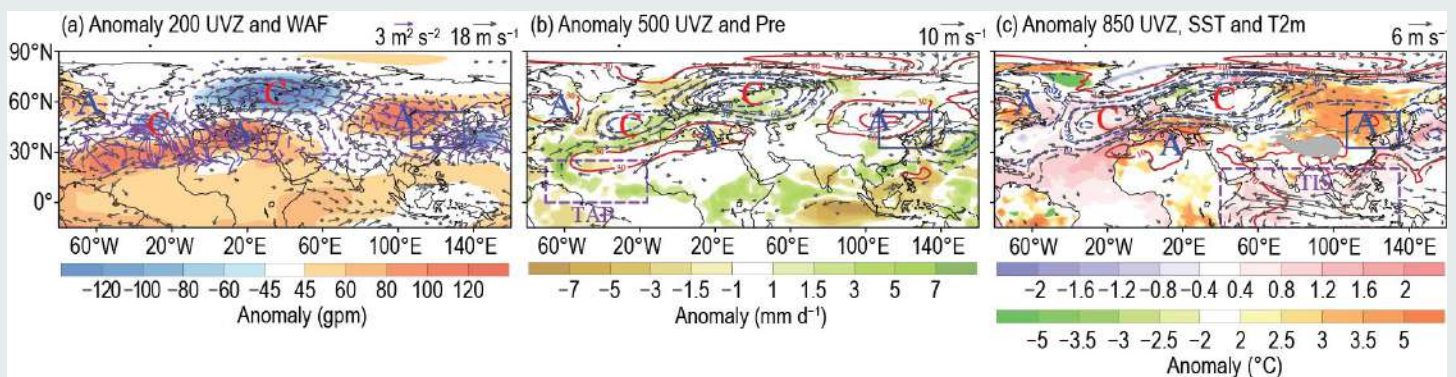 (a) Anomaly 200 UVZ and WAF
3 m² s⁻² 18 m s⁻¹
90°N
60°N
30°N
0°
A
C
C
A
A
60°W 20°W 20°E 60°E 100°E 140°E
−120 −100 −80 −60 −45 45 60 80 100 120
Anomaly (gpm)
(b) Anomaly 500 UVZ and Pre
10 m s⁻¹
A
C
C
A
A
TAP
60°W 20°W 20°E 60°E 100°E 140°E
−7 −5 −3 −1.5 −1 1 1.5 3 5 7
Anomaly (mm d⁻¹)
(c) Anomaly 850 UVZ, SST and T2m
6 m s⁻¹
A
C
C
A
A
TIS
60°W 20°W 20°E 60°E 100°E 140°E
−2 −1.6 −1.2 −0.8 −0.4 0.4 0.8 1.2 1.6 2
−5 −3.5 −3 −2.5 −2 2 2.5 3 3.5 5
Anomaly (°C)